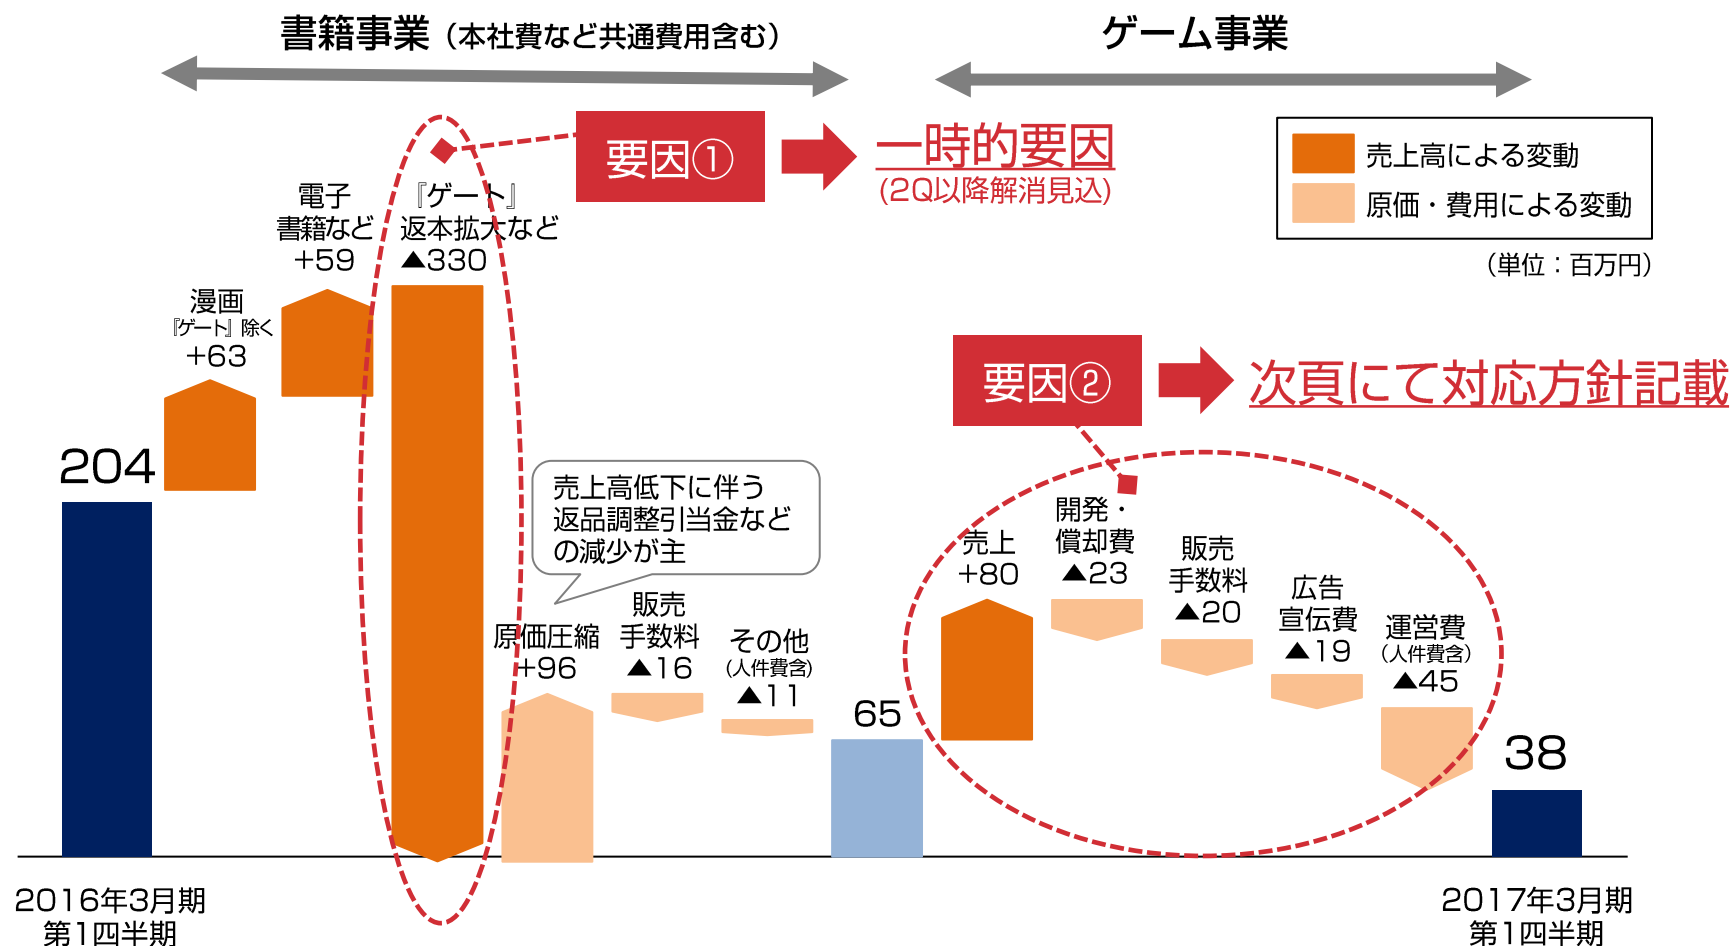 書籍事業（本社費など共通費用含む）
ゲーム事業
要因①
一時的要因
(2Q以降解消見込)
売上高による変動
原価・費用による変動
（単位：百万円）
電子
書籍など
+59
『ゲート』
返本拡大など
▲330
漫画
『ゲート』除く
+63
要因②
次頁にて対応方針記載
204
売上高低下に伴う
返品調整引当金など
の減少が主
原価圧縮
+96
販売
手数料
▲16
その他
（人件費含）
▲11
65
売上
+80
開発・
償却費
▲23
販売
手数料
▲20
広告
宣伝費
▲19
運営費
（人件費含）
▲45
38
2016年3月期
第1四半期
2017年3月期
第1四半期